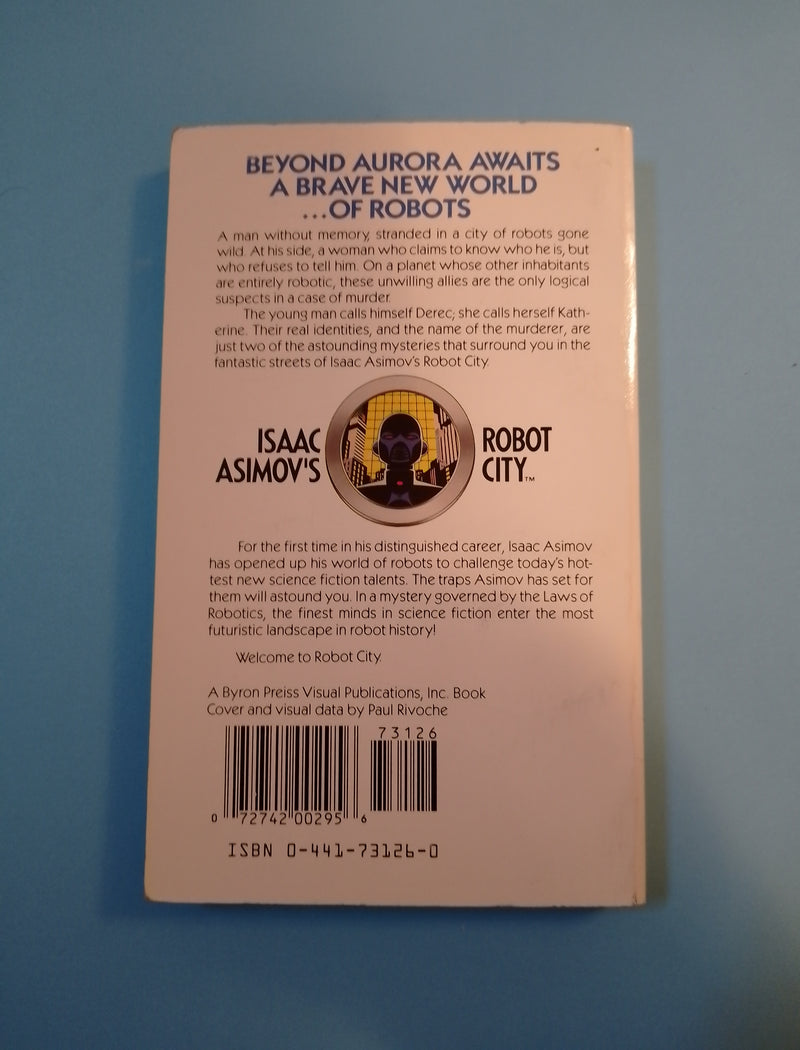 BEYOND AURORA AWAITS
A BRAVE NEW WORLD
...OF ROBOTS
A man without memory, stranded in a city of robots gone
wild. At his side, a woman who claims to know who he is, but
who refuses to tell him. On a planet whose other inhabitants
are entirely robotic, these unwilling allies are the only logical
suspects in a case of murder.
The young man calls himself Derec; she calls herself Kath-
erine. Their real identities, and the name of the murderer, are
just two of the astounding mysteries that surround you in the
fantastic streets of Isaac Asimov's Robot City.
ISAAC
ASIMOV'S
ROBOT
CITY™
For the first time in his distinguished career, Isaac Asimov
has opened up his world of robots to challenge today's hot-
test new science fiction talents. The traps Asimov has set for
them will astound you. In a mystery governed by the Laws of
Robotics, the finest minds in science fiction enter the most
futuristic landscape in robot history!
Welcome to Robot City.
A Byron Preiss Visual Publications, Inc. Book
Cover and visual data by Paul Rivoche
73126
0 72742 00295 6
ISBN 0-441-73126-0